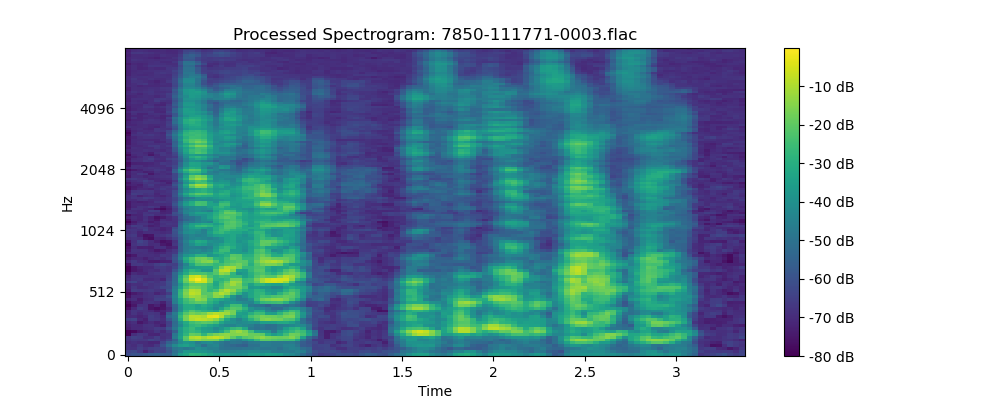 Processed Spectrogram: 7850-111771-0003.flac
Hz
4096
2048
1024
512
0
0
0.5
1
1.5
2
2.5
3
Time
-10 dB
-20 dB
-30 dB
-40 dB
-50 dB
-60 dB
-70 dB
-80 dB